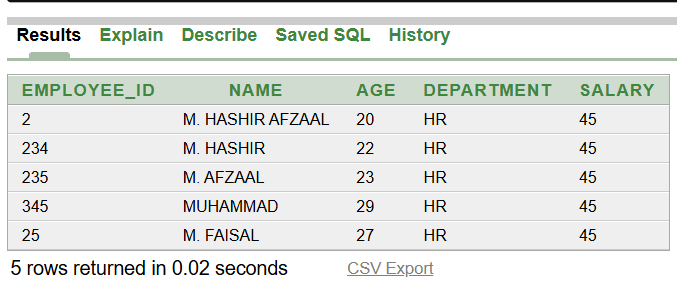 Results Explain Describe Saved SQL History
EMPLOYEE_ID NAME AGE DEPARTMENT SALARY
2 M. HASHIR AFZAAL 20 HR 45
234 M. HASHIR 22 HR 45
235 M. AFZAAL 23 HR 45
345 MUHAMMAD 29 HR 45
25 M. FAISAL 27 HR 45
5 rows returned in 0.02 seconds CSV Export